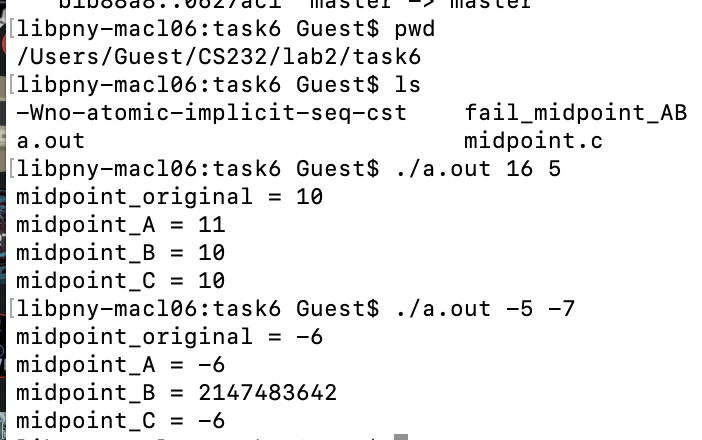 master -> master
[libpny-macl06:task6 Guest$ pwd
/Users/Guest/CS232/lab2/task6
[libpny-macl06:task6 Guest$ ls
-Wno-atomic-implicit-seq-cst    fail_midpoint_AB
a.out                           midpoint.c
[libpny-macl06:task6 Guest$ ./a.out 16 5
midpoint_original = 10
midpoint_A = 11
midpoint_B = 10
midpoint_C = 10
[libpny-macl06:task6 Guest$ ./a.out -5 -7
midpoint_original = -6
midpoint_A = -6
midpoint_B = 2147483642
midpoint_C = -6